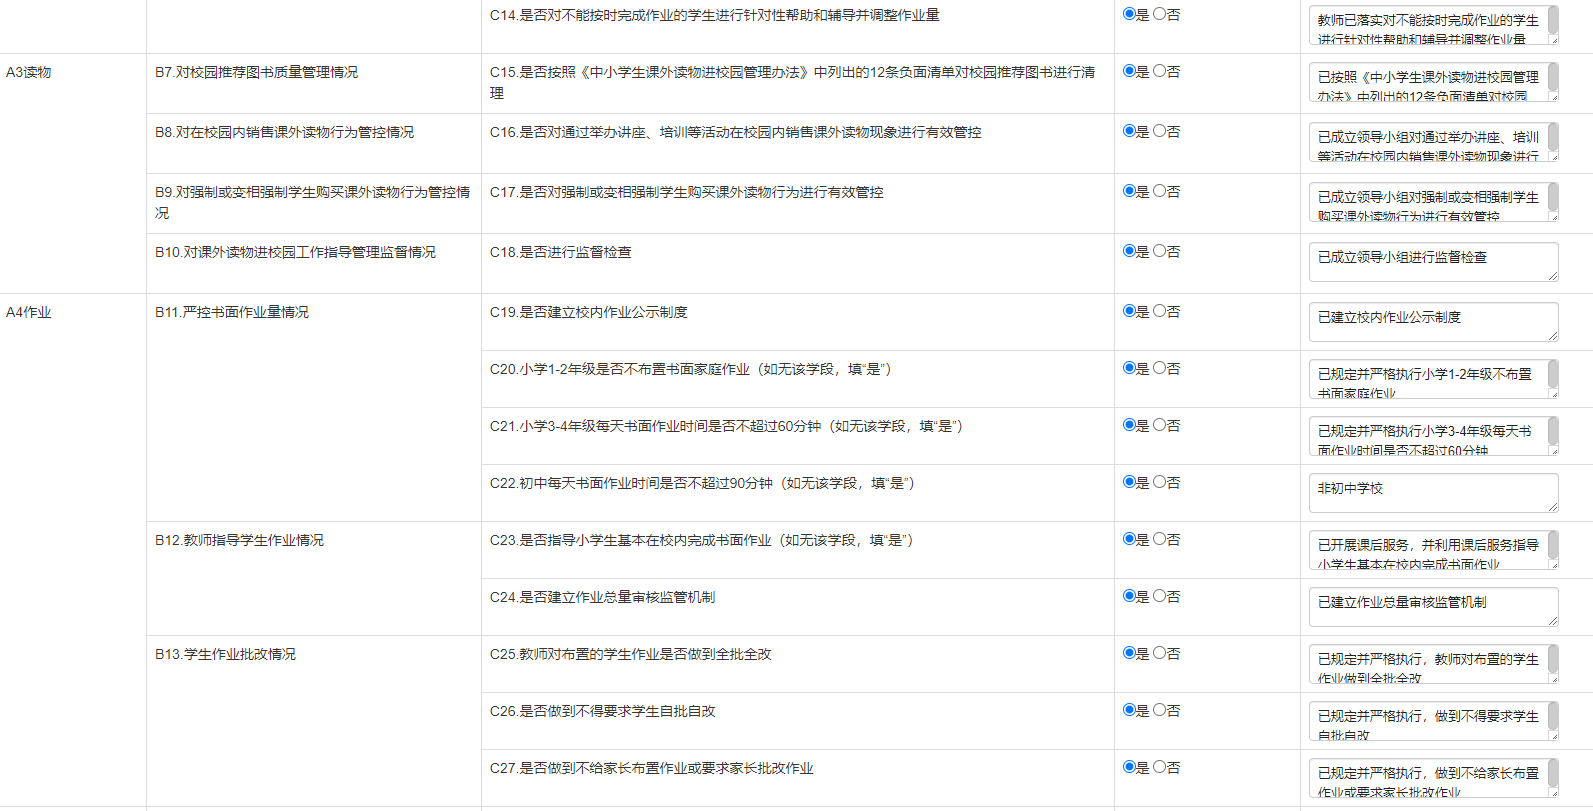 C14.是否对不能按时完成作业的学生进行针对性帮助和辅导并调整作业量
是 否
教师已落实对不能按时完成作业的学生
进行针对性帮助和辅导并调整作业量
A3读物
B7.对校园推荐图书质量管理情况
C15.是否按照《中小学生课外读物进校园管理办法》中列出的12条负面清单对校园推荐图书进行清
理
是 否
已按照《中小学生课外读物进校园管理
办法》中列出的12条负面清单对校园
B8.对在校园内销售课外读物行为管控情况
C16.是否对通过举办讲座、培训等活动在校园内销售课外读物现象进行有效管控
是 否
已成立领导小组对通过举办讲座、培训
等活动在校园内销售课外读物现象进行
B9.对强制或变相强制学生购买课外读物行为管控情
况
C17.是否对强制或变相强制学生购买课外读物行为进行有效管控
是 否
已成立领导小组对强制或变相强制学生
购买课外读物行为进行有效管控
B10.对课外读物进校园工作指导管理监督情况
C18.是否进行监督检查
是 否
已成立领导小组进行监督检查
A4作业
B11.严控书面作业量情况
C19.是否建立校内作业公示制度
是 否
已建立校内作业公示制度
C20.小学1-2年级是否不布置书面家庭作业（如无该学段，填“是”）
是 否
已规定并严格执行小学1-2年级不布置
书面家庭作业
C21.小学3-4年级每天书面作业时间是否不超过60分钟（如无该学段，填“是”）
是 否
已规定并严格执行小学3-4年级每天书
面作业时间是否不超过60分钟
C22.初中每天书面作业时间是否不超过90分钟（如无该学段，填“是”）
是 否
非初中学校
B12.教师指导学生作业情况
C23.是否指导小学生基本在校内完成书面作业（如无该学段，填“是”）
是 否
已开展课后服务，并利用课后服务指导
小学生基本在校内完成书面作业
C24.是否建立作业总量审核监管机制
是 否
已建立作业总量审核监管机制
B13.学生作业批改情况
C25.教师对布置的学生作业是否做到全批全改
是 否
已规定并严格执行，教师对布置的学生
作业做到全批全改
C26.是否做到不得要求学生自批自改
是 否
已规定并严格执行，做到不得要求学生
自批自改
C27.是否做到不给家长布置作业或要求家长批改作业
是 否
已规定并严格执行，做到不给家长布置
作业或要求家长批改作业